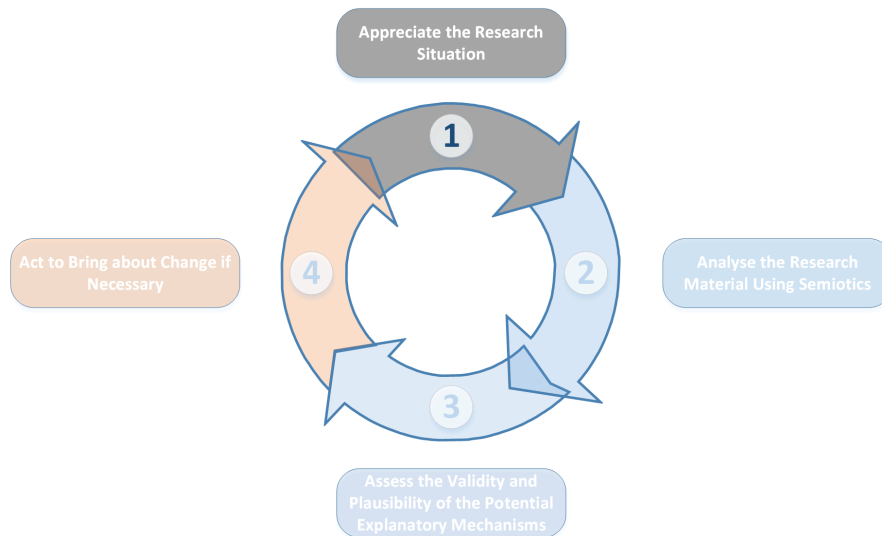 Appreciate the Research
Situation
1
Act to Bring about Change if
Necessary
4
2
Analyse the Research
Material Using Semiotics
3
Assess the Validity and
Plausibility of the Potential
Explanatory Mechanisms